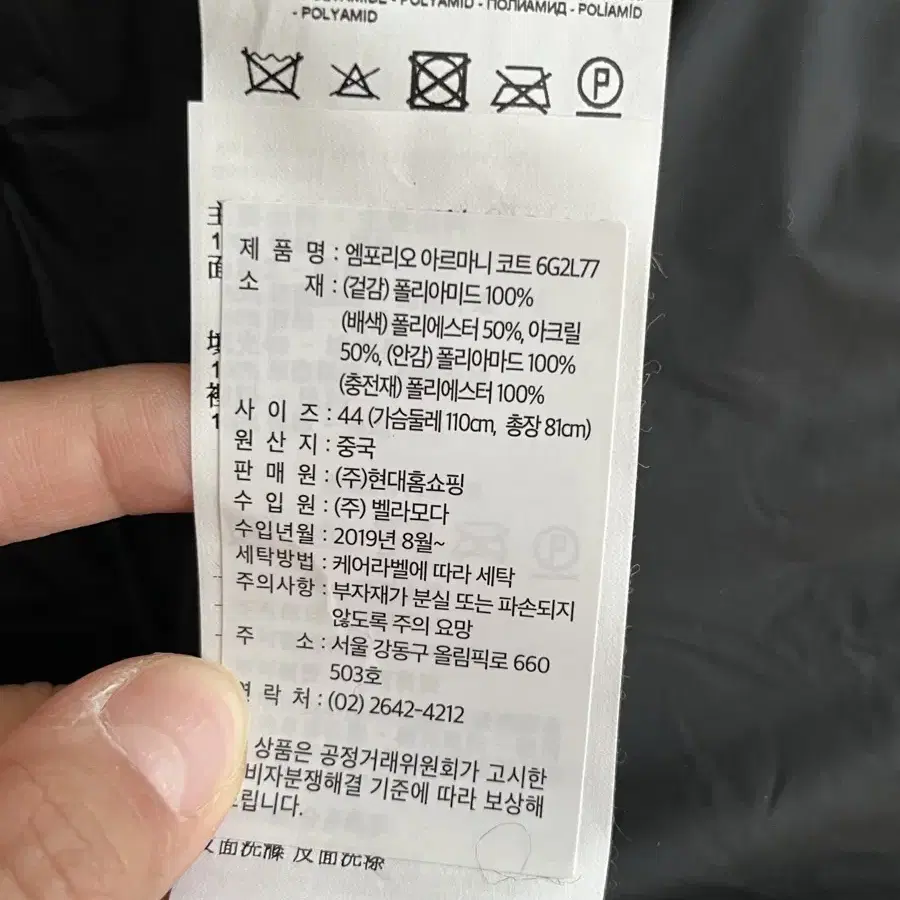 POLYAMID - ПОЛИАМИД - POLİAMİD
- POLYAMID
P
제 품 명 : 엠포리오 아르마니 코트 6G2L77
소 재 : (겉감) 폴리아미드 100%
(배색) 폴리에스터 50%, 아크릴
50%, (안감) 폴리아마드 100%
(충전재) 폴리에스터 100%
사 이 즈 : 44 (가슴둘레 110cm, 총장 81cm)
원 산 지 : 중국
판 매 원 : (주)현대홈쇼핑
수 입 원 : (주) 벨라모다
수입년월 : 2019년 8월~
세탁방법 : 케어라벨에 따라 세탁
주의사항 : 부자재가 분실 또는 파손되지
않도록 주의 요망
주 소 : 서울 강동구 올림픽로 660
503호
연 락 처 : (02) 2642-4212
상품은 공정거래위원회가 고시한
비자분쟁해결 기준에 따라 보상해
드립니다.